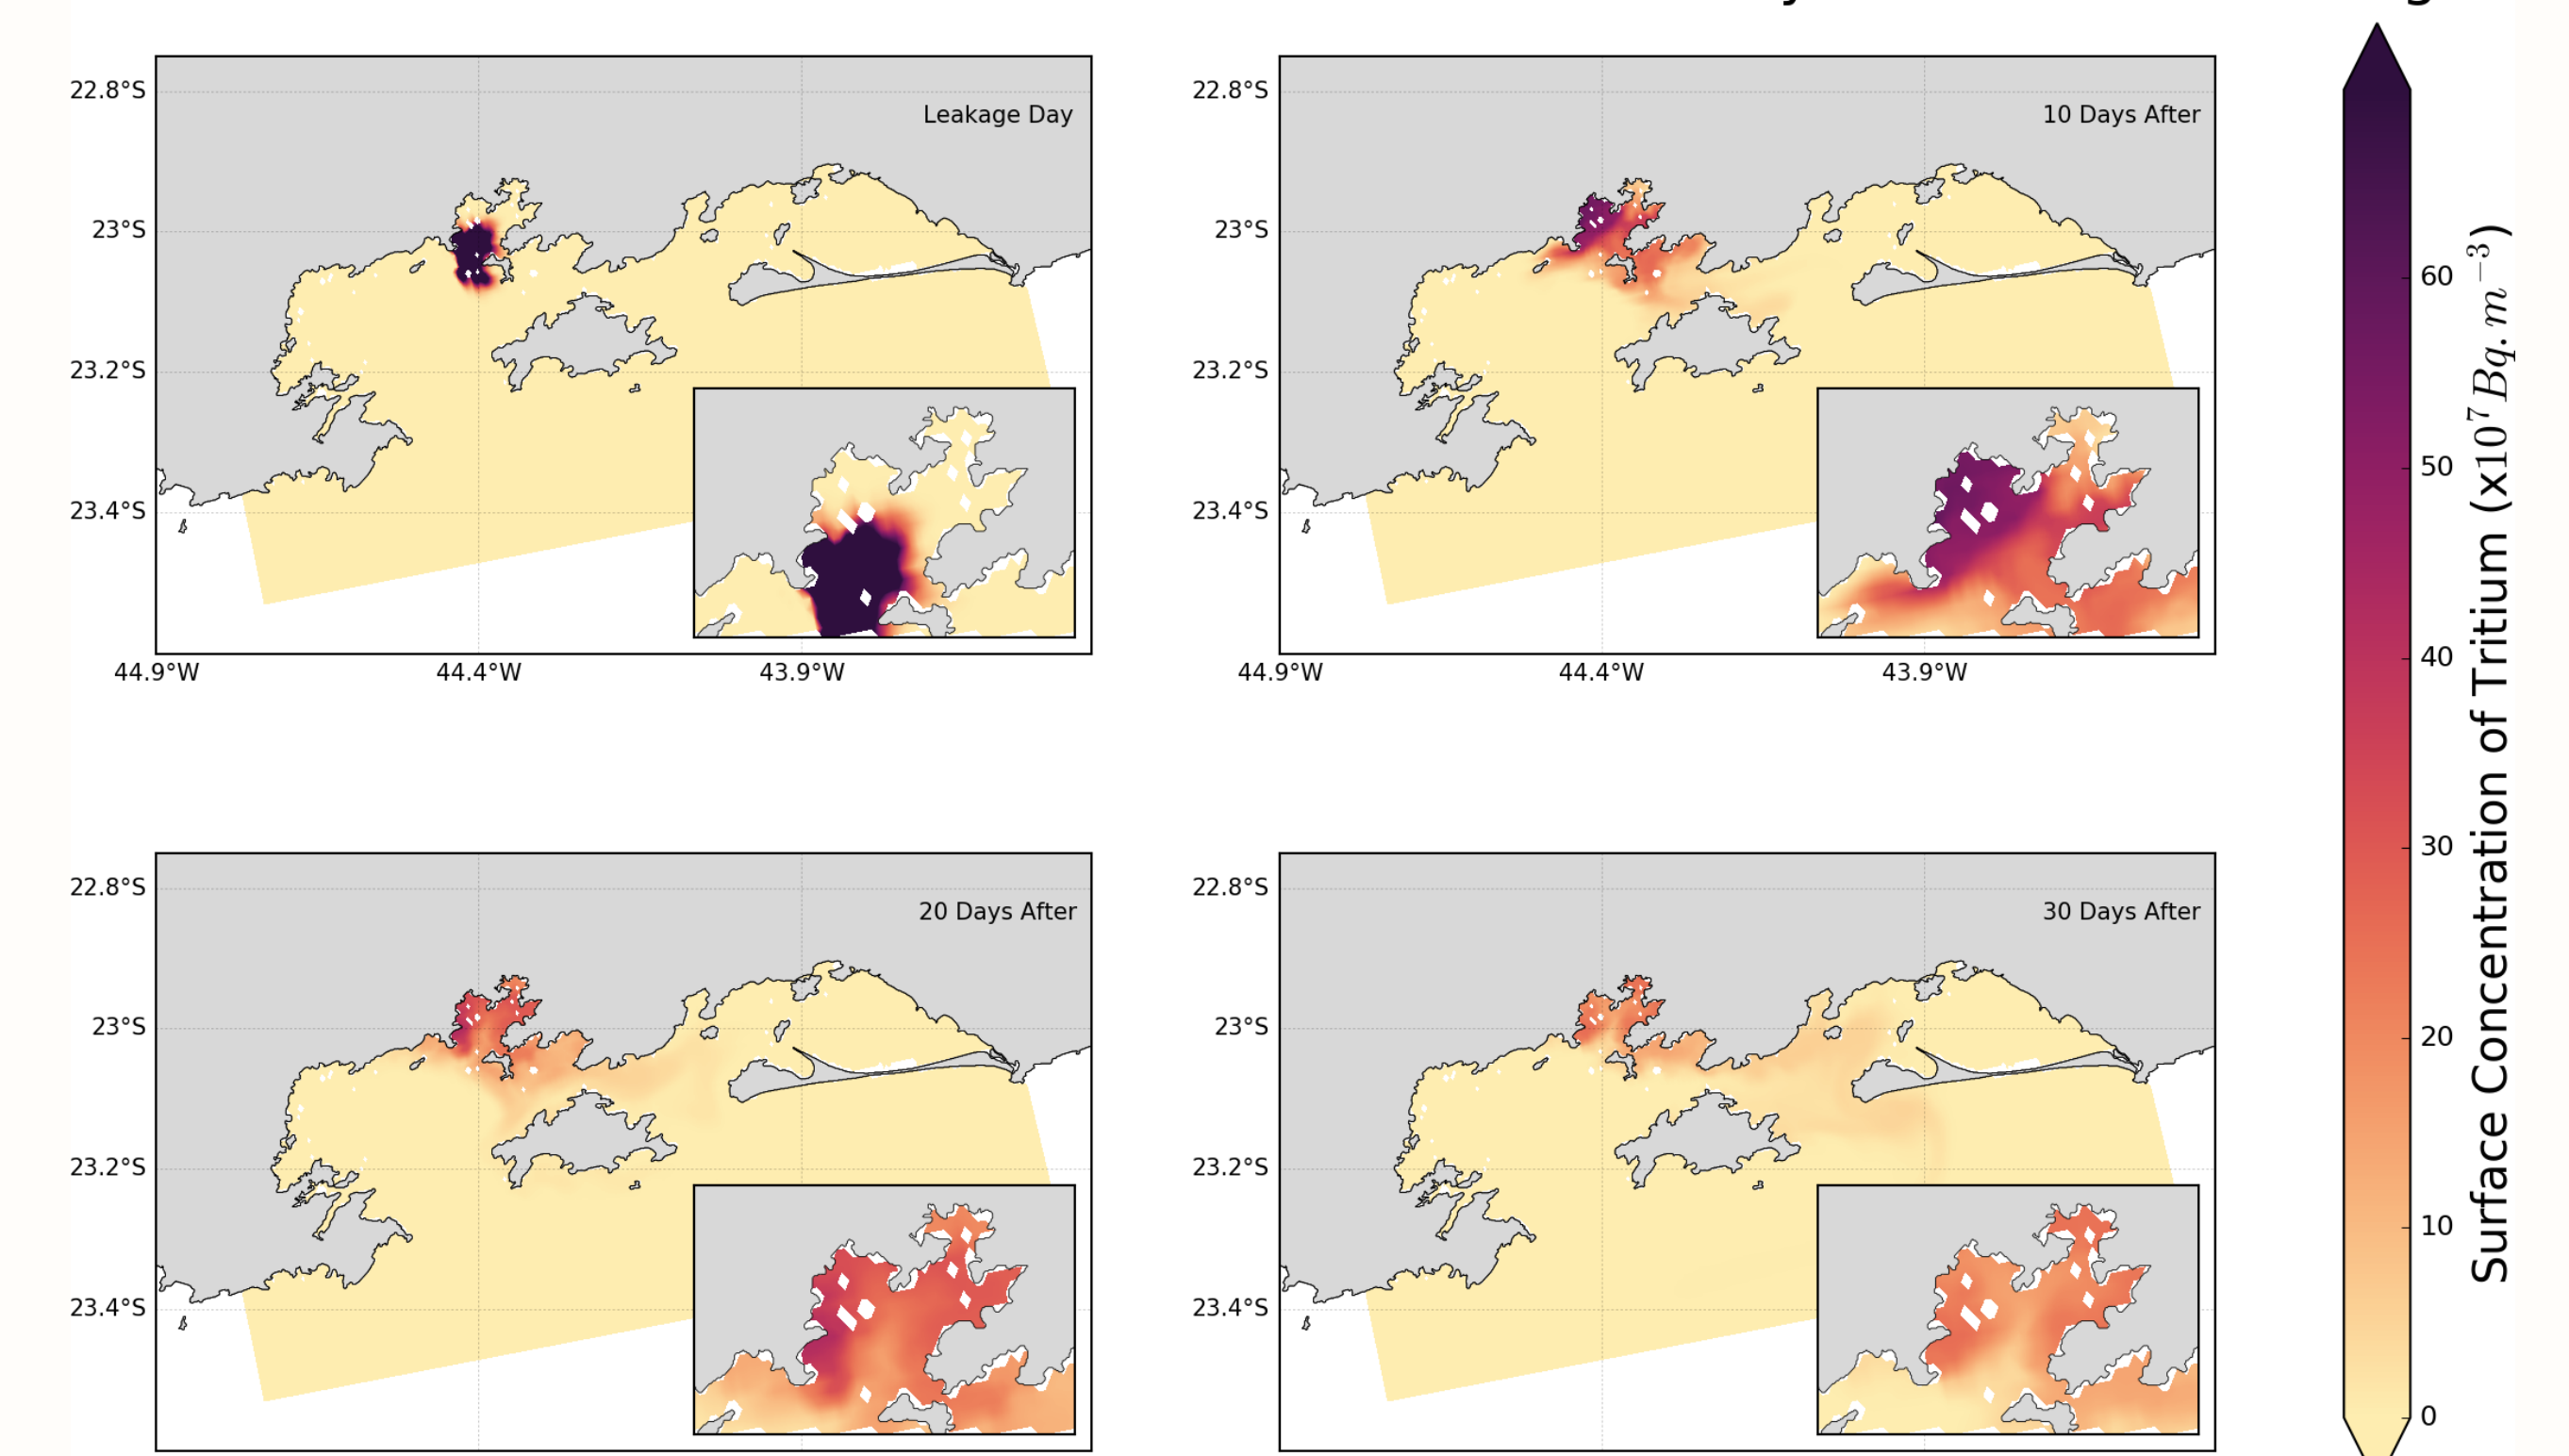 22.8°S
Leakage Day
23°S
23.2°S
23.4°S
44.9°W 44.4°W 43.9°W
22.8°S
10 Days After
23°S
23.2°S
23.4°S
44.9°W 44.4°W 43.9°W
22.8°S
20 Days After
23°S
23.2°S
23.4°S
22.8°S
30 Days After
23°S
23.2°S
23.4°S
60
50
40
30
20
10
0
Surface Concentration of Tritium (x10⁷ Bq.m⁻³)